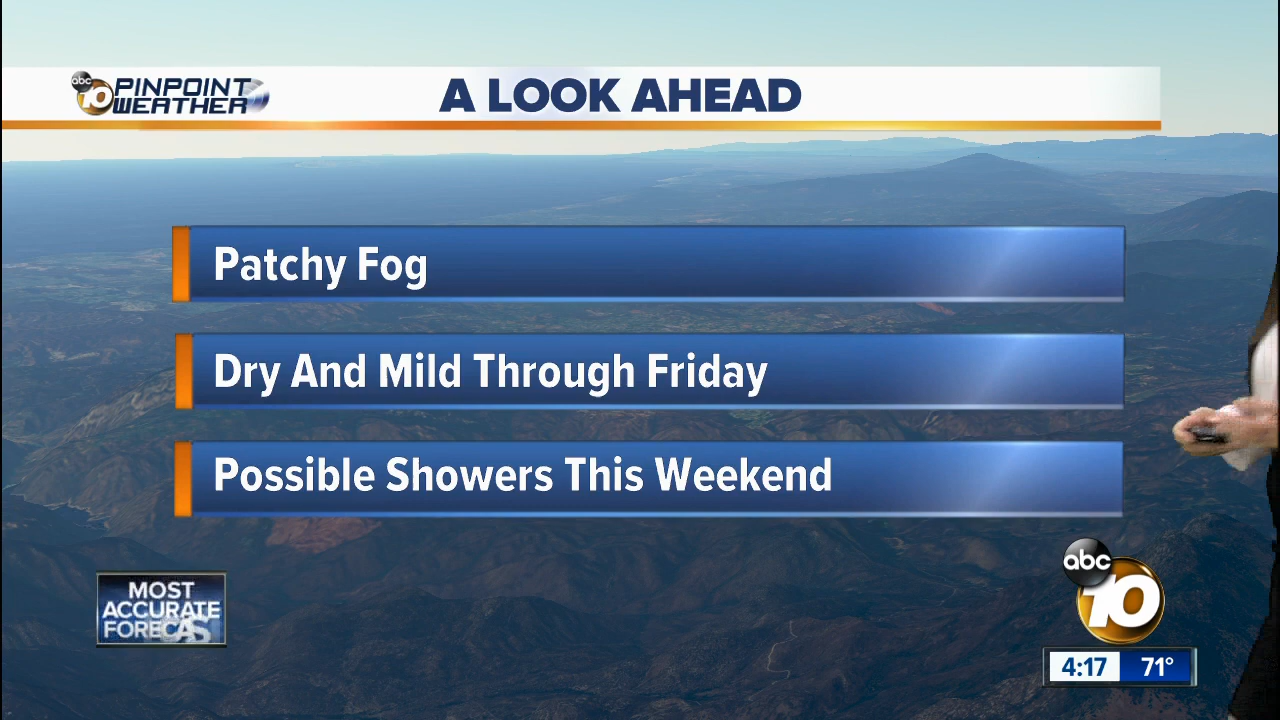 abc
10
PINPOINT
WEATHER
A LOOK AHEAD
Patchy Fog
Dry And Mild Through Friday
Possible Showers This Weekend
MOST
ACCURATE
FORECAST
abc
10
4:17 71°